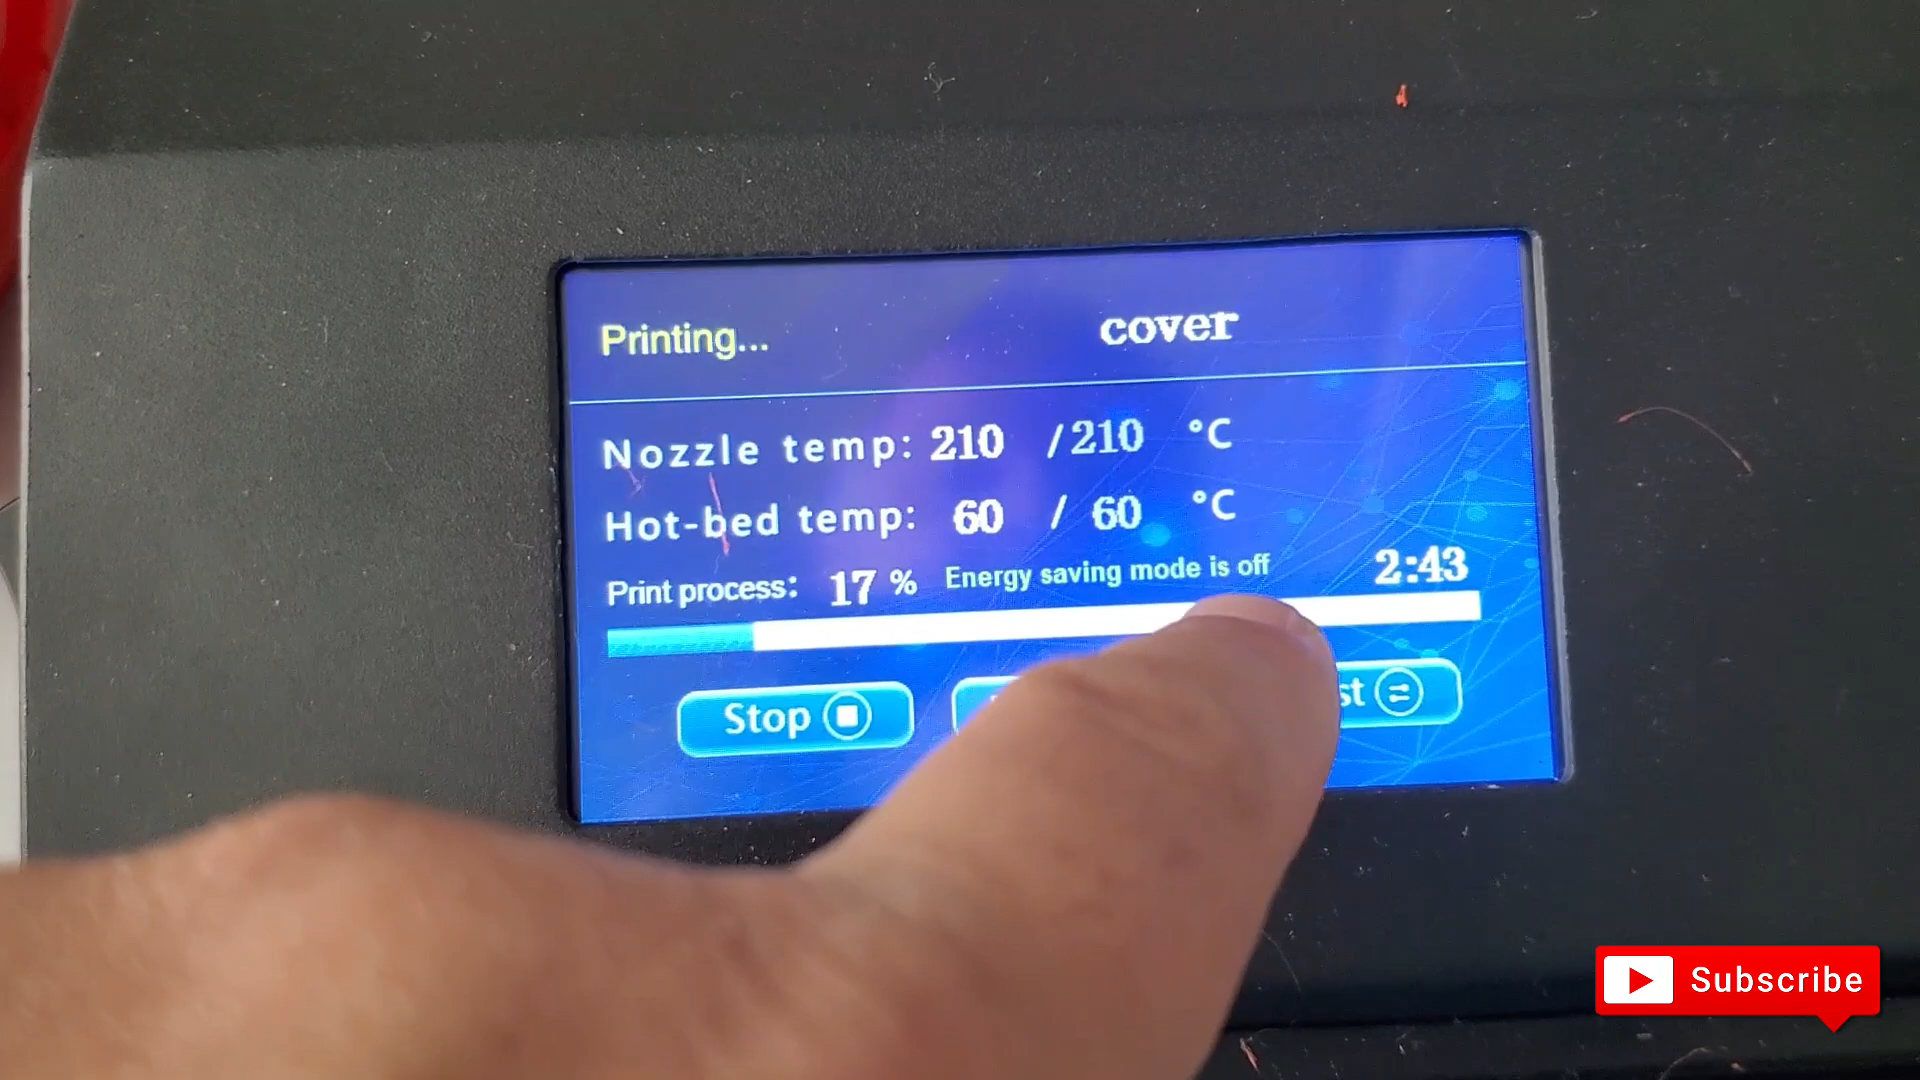 Printing... cover
Nozzle temp: 210 /210 °C
Hot-bed temp: 60 / 60 °C
Print process: 17 % Energy saving mode is off 2:43
Stop
Subscribe